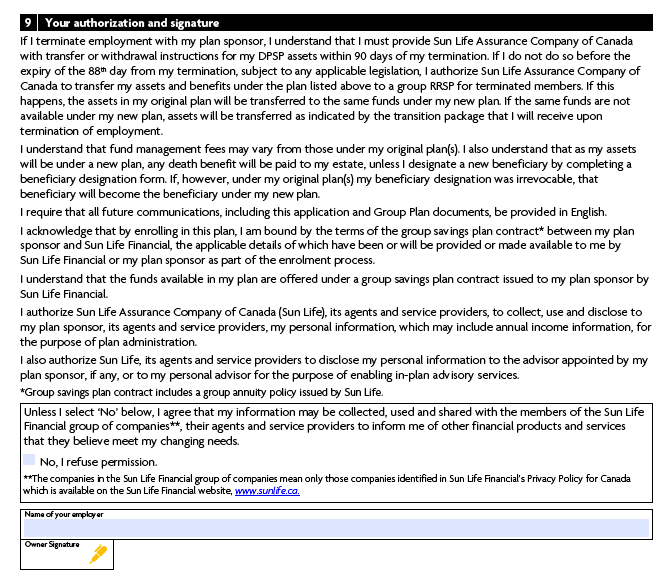 9 Your authorization and signature
If I terminate employment with my plan sponsor, I understand that I must provide Sun Life Assurance Company of Canada
with transfer or withdrawal instructions for my DPSP assets within 90 days of my termination. If I do not do so before the
expiry of the 88th day from my termination, subject to any applicable legislation, I authorize Sun Life Assurance Company of
Canada to transfer my assets and benefits under the plan listed above to a group RRSP for terminated members. If this
happens, the assets in my original plan will be transferred to the same funds under my new plan. If the same funds are not
available under my new plan, assets will be transferred as indicated by the transition package that I will receive upon
termination of employment.
I understand that fund management fees may vary from those under my original plan(s). I also understand that as my assets
will be under a new plan, any death benefit will be paid to my estate, unless I designate a new beneficiary by completing a
beneficiary designation form. If, however, under my original plan(s) my beneficiary designation was irrevocable, that
beneficiary will become the beneficiary under my new plan.
I require that all future communications, including this application and Group Plan documents, be provided in English.
I acknowledge that by enrolling in this plan, I am bound by the terms of the group savings plan contract* between my plan
sponsor and Sun Life Financial, the applicable details of which have been or will be provided or made available to me by
Sun Life Financial or my plan sponsor as part of the enrolment process.
I understand that the funds available in my plan are offered under a group savings plan contract issued to my plan sponsor by
Sun Life Financial.
I authorize Sun Life Assurance Company of Canada (Sun Life), its agents and service providers, to collect, use and disclose to
my plan sponsor, its agents and service providers, my personal information, which may include annual income information, for
the purpose of plan administration.
I also authorize Sun Life, its agents and service providers to disclose my personal information to the advisor appointed by my
plan sponsor, if any, or to my personal advisor for the purpose of enabling in-plan advisory services.
*Group savings plan contract includes a group annuity policy issued by Sun Life.
Unless I select ‘No’ below, I agree that my information may be collected, used and shared with the members of the Sun Life
Financial group of companies**, their agents and service providers to inform me of other financial products and services
that they believe meet my changing needs.
No, I refuse permission.
**The companies in the Sun Life Financial group of companies mean only those companies identified in Sun Life Financial's Privacy Policy for Canada
which is available on the Sun Life Financial website, www.sunlife.ca.
Name of your employer
Owner Signature